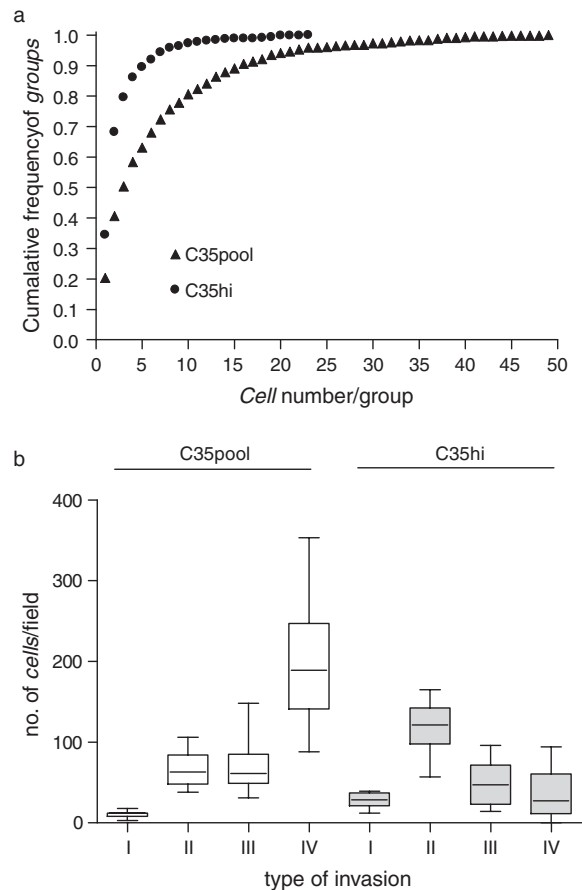 a
Cumalative frequencyof groups
1.0
0.9
0.8
0.7
0.6
0.5
0.4
0.3
0.2
0.1
0.0
C35pool
C35hi
0 5 10 15 20 25 30 35 40 45 50
Cell number/group
b
C35pool C35hi
no. of cells/field
400
300
200
100
0
I II III IV I II III IV
type of invasion